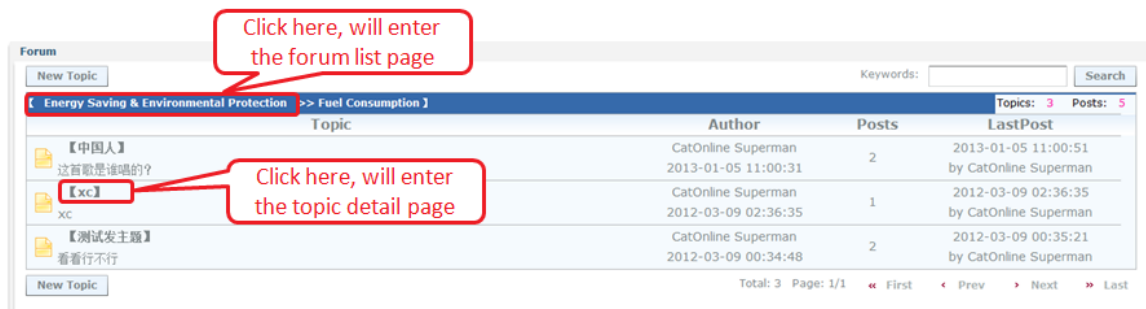 Click here, will enter
the forum list page
Forum
New Topic
Keywords:
Search
【 Energy Saving & Environmental Protection >> Fuel Consumption 】
Topics: 3 Posts: 5
Topic Author Posts LastPost
【中国人】 CatOnline Superman 2013-01-05 11:00:51
这首歌是谁唱的? 2013-01-05 11:00:31 2 by CatOnline Superman
Click here, will enter
the topic detail page
【xc】 CatOnline Superman 2012-03-09 02:36:35
xc 2012-03-09 02:36:35 1 by CatOnline Superman
【测试发主题】 CatOnline Superman 2012-03-09 00:35:21
看看行不行 2012-03-09 00:34:48 2 by CatOnline Superman
New Topic
Total: 3 Page: 1/1 « First ‹ Prev › Next » Last